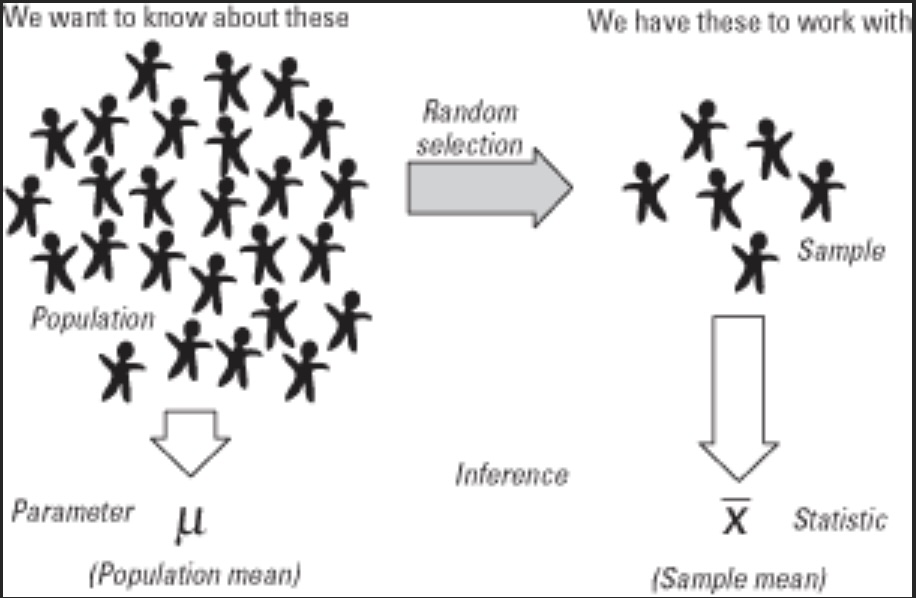 We want to know about these
We have these to work with
Random
selection
Sample
Population
Inference
Parameter μ
x̄ Statistic
(Population mean)
(Sample mean)